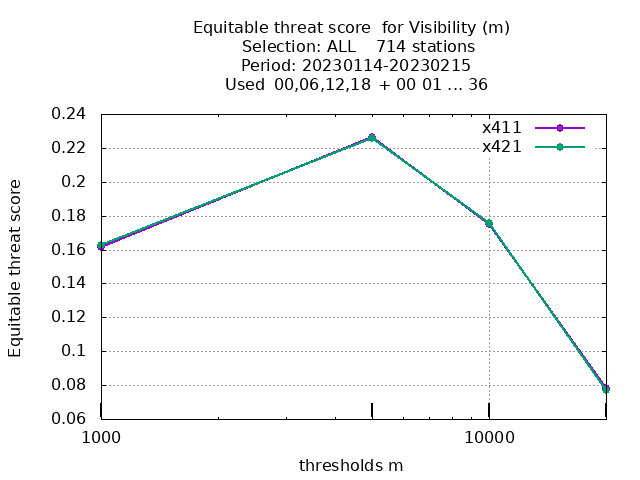 Equitable threat score  for Visibility (m)
Selection: ALL    714 stations
Period: 20230114-20230215
Used  00,06,12,18  + 00 01 ... 36
x411
x421
0.24
0.22
0.2
0.18
0.16
0.14
0.12
0.1
0.08
0.06
Equitable threat score
1000
10000
thresholds m